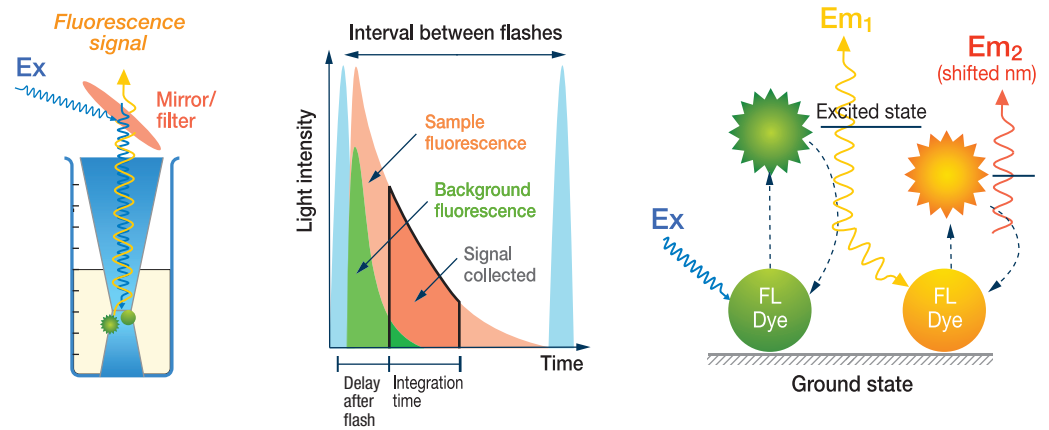 Fluorescence
signal
Ex
Mirror/
filter
Interval between flashes
Light intensity
Sample
fluorescence
Background
fluorescence
Signal
collected
Time
Delay
after
flash
Integration
time
Em1
Em2
(shifted nm)
Excited state
Ex
FL
Dye
FL
Dye
Ground state